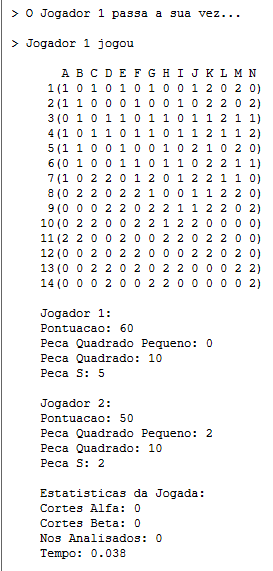 > O Jogador 1 passa a sua vez...
> Jogador 1 jogou
A B C D E F G H I J K L M N
1(1 0 1 0 1 0 1 0 0 1 2 0 2 0)
2(1 1 0 0 0 1 0 0 1 0 2 2 0 2)
3(0 1 0 1 1 0 1 1 0 1 1 2 1 1)
4(1 0 1 1 0 1 1 0 1 1 2 1 1 2)
5(1 1 0 0 1 0 0 1 0 2 1 0 2 0)
6(0 1 0 0 1 1 0 1 1 0 2 2 1 1)
7(1 0 2 2 0 1 2 0 1 2 2 1 1 0)
8(0 2 2 0 2 2 1 0 0 1 1 2 2 0)
9(0 0 0 2 2 0 2 2 1 1 2 2 0 2)
10(0 2 2 0 0 2 2 1 2 2 0 0 0 0)
11(2 2 0 0 2 0 0 2 2 0 2 2 0 0)
12(0 0 2 2 0 2 2 0 0 0 2 2 0 2)
13(0 0 2 2 0 2 0 2 2 0 0 0 2 2)
14(0 0 0 2 0 0 2 2 0 0 0 0 0 2)
Jogador 1:
Pontuacao: 60
Peca Quadrado Pequeno: 0
Peca Quadrado: 10
Peca S: 5
Jogador 2:
Pontuacao: 50
Peca Quadrado Pequeno: 2
Peca Quadrado: 10
Peca S: 2
Estatisticas da Jogada:
Cortes Alfa: 0
Cortes Beta: 0
Nos Analisados: 0
Tempo: 0.038